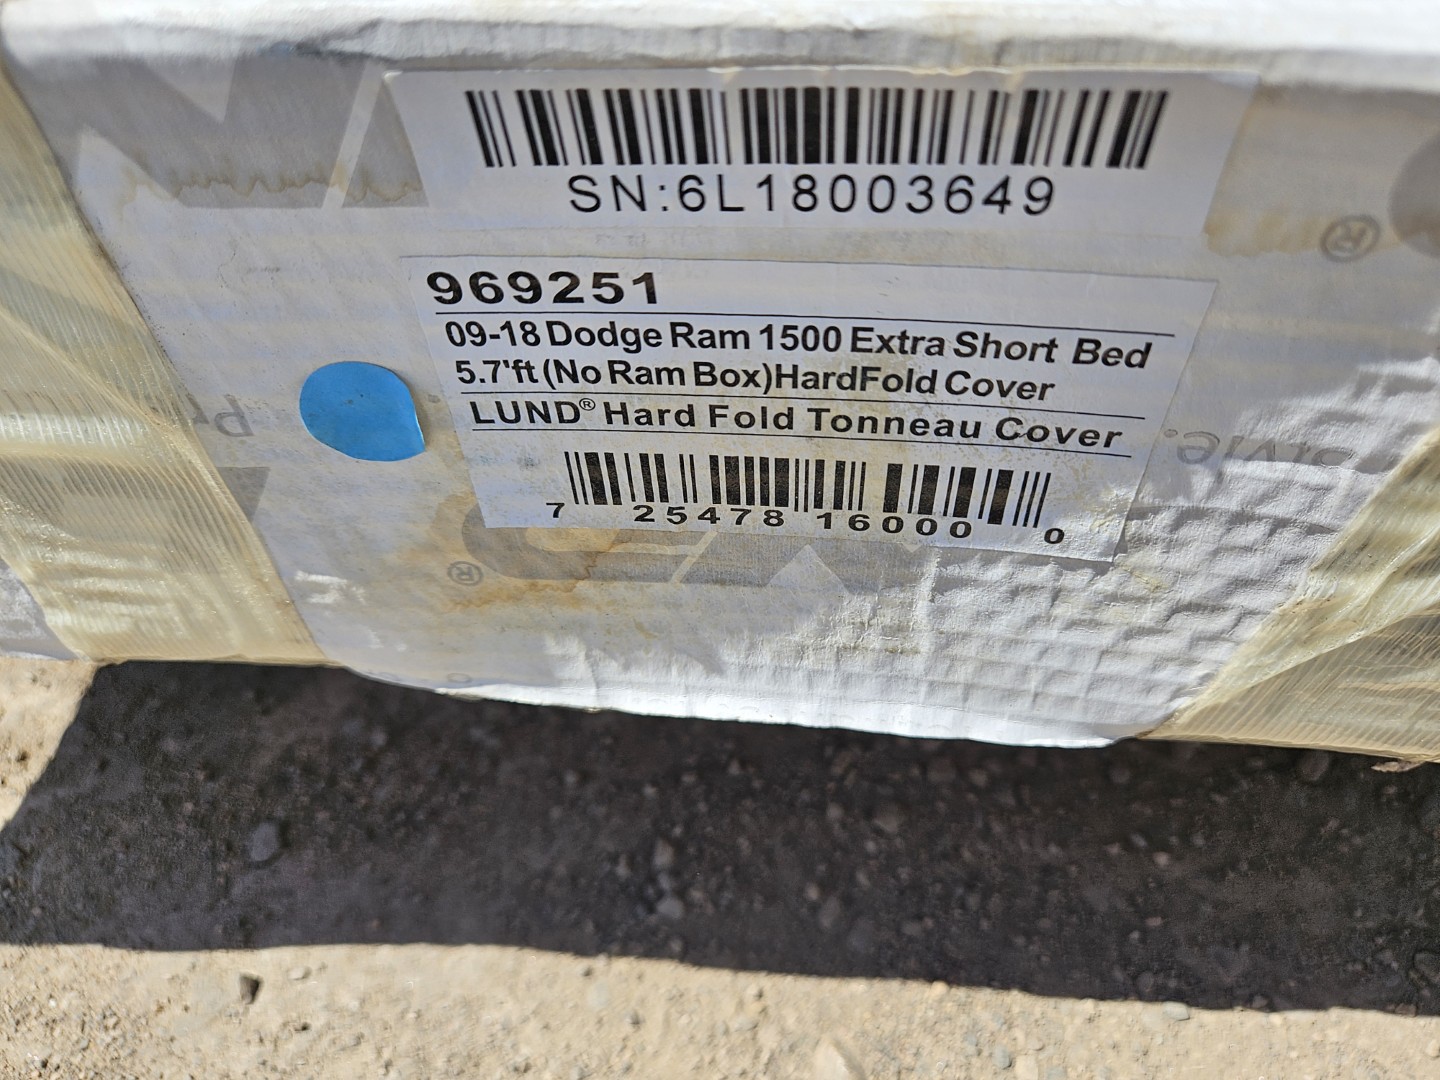 SN:6L18003649
969251
09-18 Dodge Ram 1500 Extra Short Bed
5.7'ft (No Ram Box)HardFold Cover
LUND® Hard Fold Tonneau Cover
7 25478 16000 0
®
®